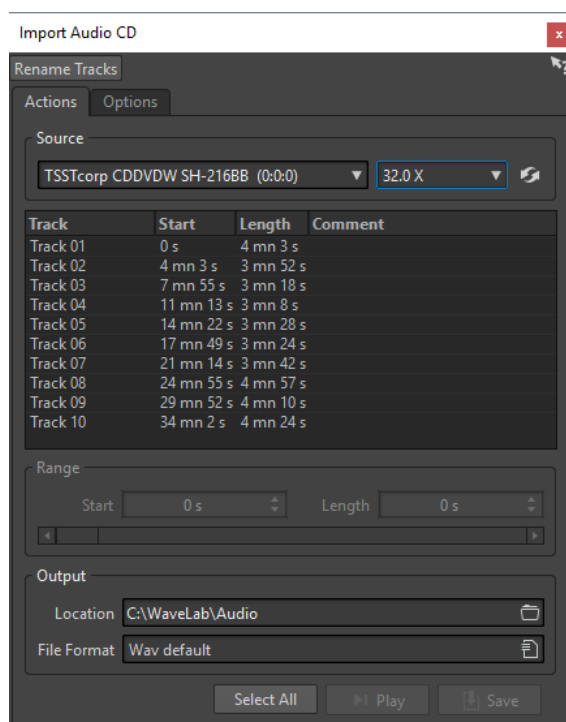 Import Audio CD
x
Rename Tracks
Actions Options
Source
TSSTcorp CDDVDW SH-216BB (0:0:0) 32.0 X
Track Start Length Comment
Track 01 0 s 4 mn 3 s
Track 02 4 mn 3 s 3 mn 52 s
Track 03 7 mn 55 s 3 mn 18 s
Track 04 11 mn 13 s 3 mn 8 s
Track 05 14 mn 22 s 3 mn 28 s
Track 06 17 mn 49 s 3 mn 24 s
Track 07 21 mn 14 s 3 mn 42 s
Track 08 24 mn 55 s 4 mn 57 s
Track 09 29 mn 52 s 4 mn 10 s
Track 10 34 mn 2 s 4 mn 24 s
Range
Start 0 s Length 0 s
Output
Location C:\WaveLab\Audio
File Format Wav default
Select All Play Save